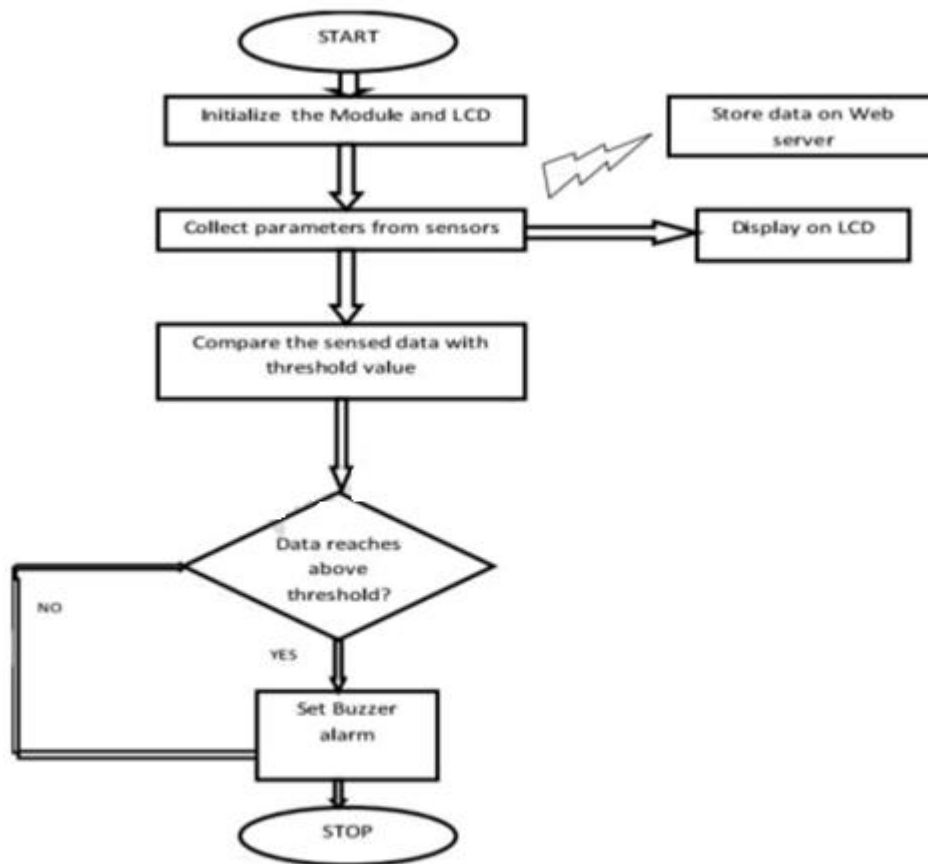 START
Initialize the Module and LCD
Store data on Web
server
Collect parameters from sensors
Display on LCD
Compare the sensed data with
threshold value
Data reaches
above
threshold?
NO
YES
Set Buzzer
alarm
STOP